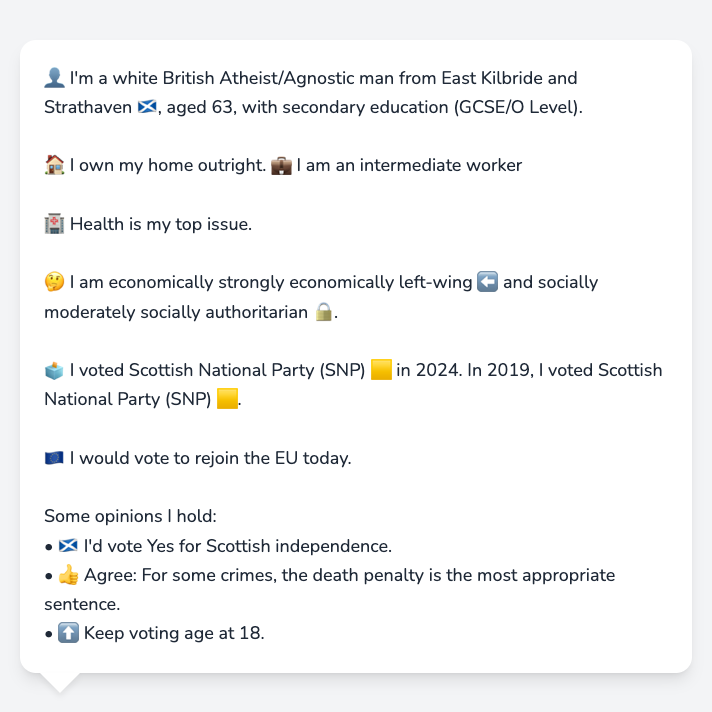 👤 I'm a white British Atheist/Agnostic man from East Kilbride and
Strathaven 🏴󠁧󠁢󠁳󠁣󠁴󠁿, aged 63, with secondary education (GCSE/O Level).
🏠 I own my home outright. 💼 I am an intermediate worker
🏥 Health is my top issue.
🤔 I am economically strongly economically left-wing ⬅️ and socially
moderately socially authoritarian 🔒.
🗳️ I voted Scottish National Party (SNP) 🟨 in 2024. In 2019, I voted Scottish
National Party (SNP) 🟨.
🇪🇺 I would vote to rejoin the EU today.
Some opinions I hold:
• 🏴󠁧󠁢󠁳󠁣󠁴󠁿 I'd vote Yes for Scottish independence.
• 👍 Agree: For some crimes, the death penalty is the most appropriate
sentence.
• ⬆️ Keep voting age at 18.